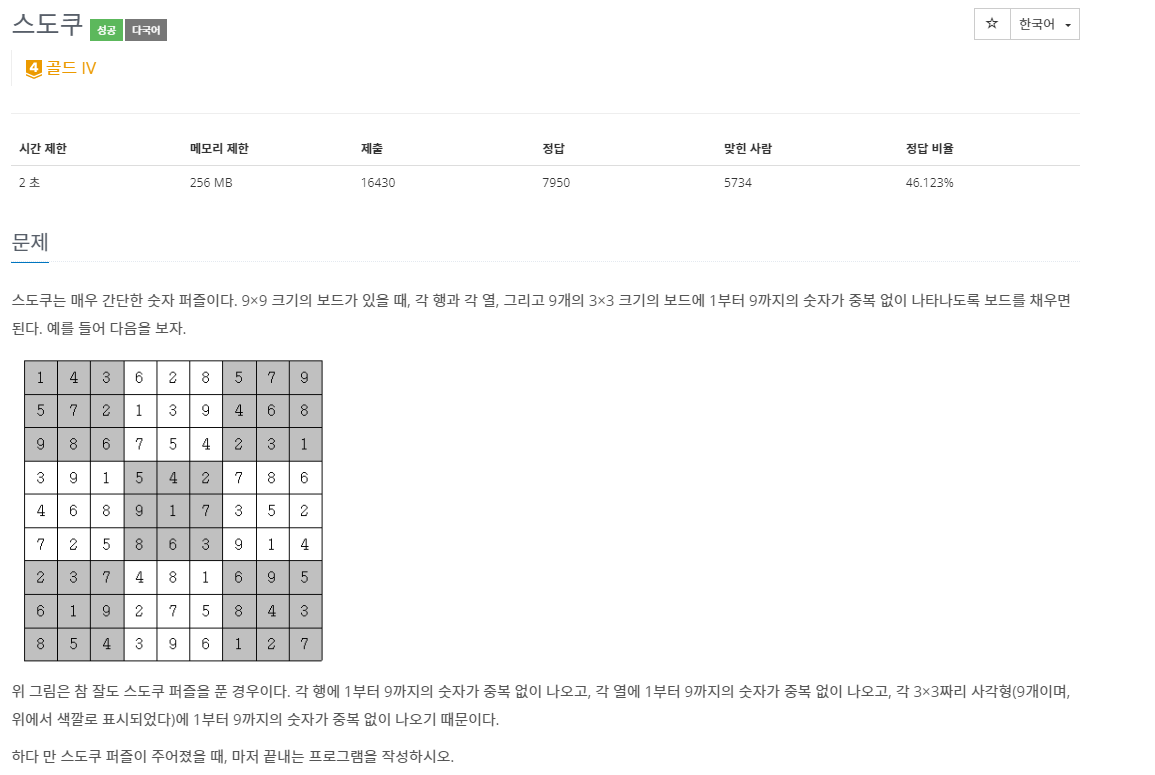 스도쿠 성공 다국어
☆ 한국어
4 골드 IV
시간 제한 메모리 제한 제출 정답 맞힌 사람 정답 비율
2 초 256 MB 16430 7950 5734 46.123%
문제
스도쿠는 매우 간단한 숫자 퍼즐이다. 9×9 크기의 보드가 있을 때, 각 행과 각 열, 그리고 9개의 3×3 크기의 보드에 1부터 9까지의 숫자가 중복 없이 나타나도록 보드를 채우면
된다. 예를 들어 다음을 보자.
1 4 3 6 2 8 5 7 9
5 7 2 1 3 9 4 6 8
9 8 6 7 5 4 2 3 1
3 9 1 5 4 2 7 8 6
4 6 8 9 1 7 3 5 2
7 2 5 8 6 3 9 1 4
2 3 7 4 8 1 6 9 5
6 1 9 2 7 5 8 4 3
8 5 4 3 9 6 1 2 7
위 그림은 참 잘도 스도쿠 퍼즐을 푼 경우이다. 각 행에 1부터 9까지의 숫자가 중복 없이 나오고, 각 열에 1부터 9까지의 숫자가 중복 없이 나오고, 각 3×3짜리 사각형(9개이며,
위에서 색깔로 표시되었다)에 1부터 9까지의 숫자가 중복 없이 나오기 때문이다.
하다 만 스도쿠 퍼즐이 주어졌을 때, 마저 끝내는 프로그램을 작성하시오.